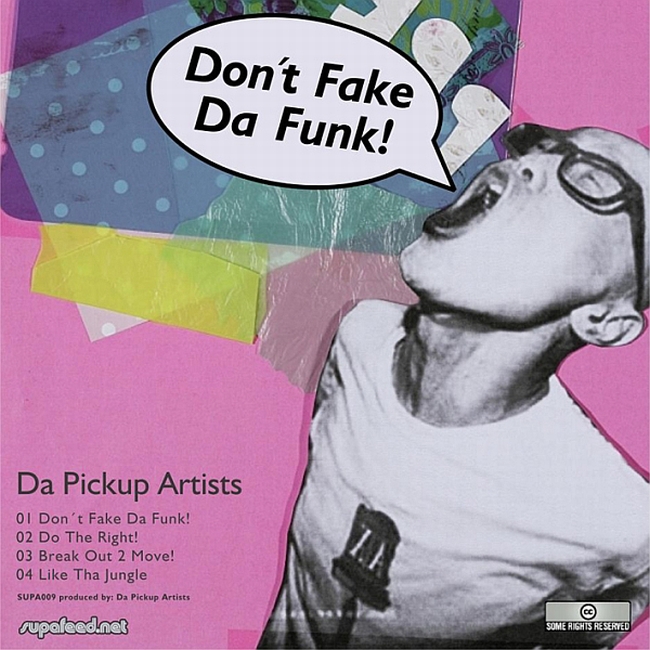 Don't Fake
Da Funk!
Da Pickup Artists
01 Don´t Fake Da Funk!
02 Do The Right!
03 Break Out 2 Move!
04 Like Tha Jungle
SUPA009 produced by: Da Pickup Artists
supafeed.net
cc
SOME RIGHTS RESERVED